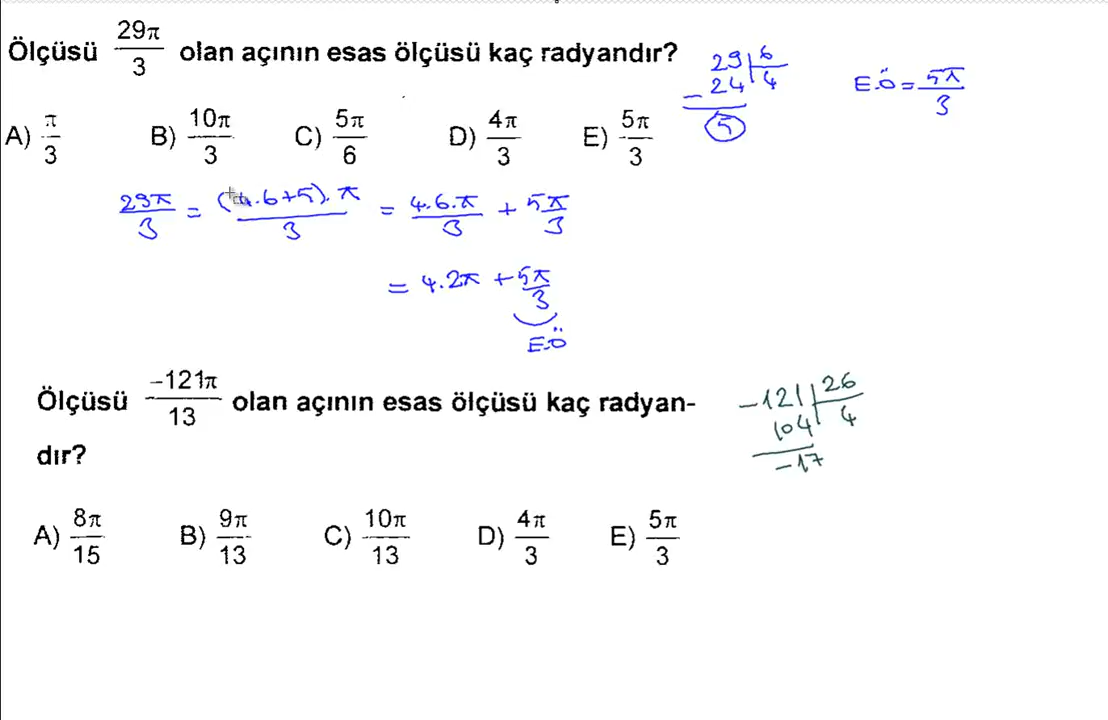 Ölçüsü 29π/3 olan açının esas ölçüsü kaç radyandır?
29 | 6
- 24 | 4
5
E.Ö = 5π/3
A) π/3 B) 10π/3 C) 5π/6 D) 4π/3 E) 5π/3
29π/3 = (4.6+5).π/3 = 4.6.π/3 + 5π/3
= 4.2π + 5π/3
E.Ö
Ölçüsü -121π/13 olan açının esas ölçüsü kaç radyan-
dır?
-121 | 26
104 | 4
-17
A) 8π/15 B) 9π/13 C) 10π/13 D) 4π/3 E) 5π/3